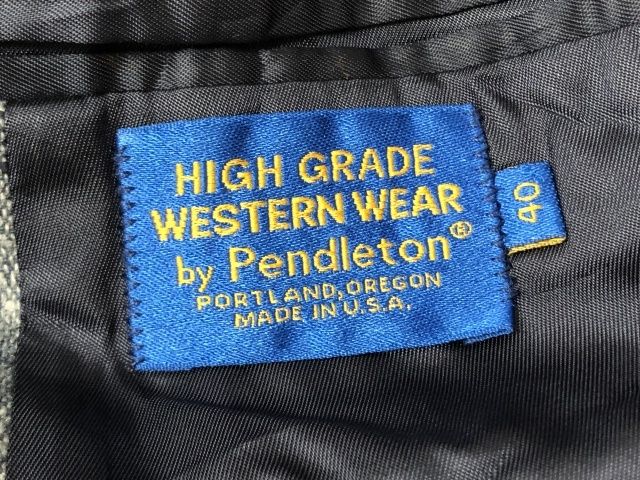 HIGH GRADE
WESTERN WEAR
by Pendleton®
PORTLAND, OREGON
MADE IN U.S.A.
40